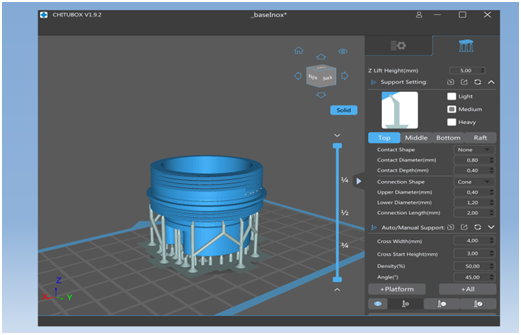 CHITUBOX V1.9.2
_baseInox*
Z Lift Height(mm) 5,00
Support Setting:
Light
Medium
Heavy
Solid
Top Middle Bottom Raft
Contact Shape None
Contact Diameter(mm) 0,80
Contact Depth(mm) 0,40
Connection Shape Cone
Upper Diameter(mm) 0,40
Lower Diameter(mm) 1,20
Connection Length(mm) 2,00
Auto/Manual Support:
Cross Width(mm) 4,00
Cross Start Height(mm) 3,00
Density(%) 50,00
Angle(°) 45,00
+Platform +All
¼
½
¾
Z
X
Y